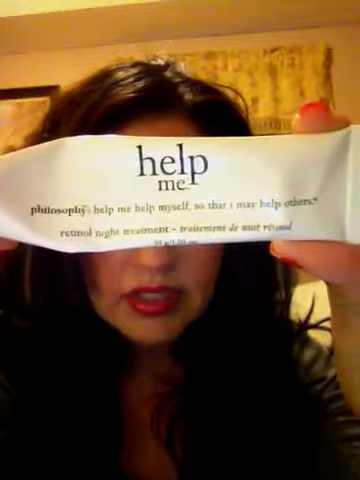 help
me
philosophy: help me help myself, so that i may help others.™
retinol night treatment - traitement de nuit rétinol